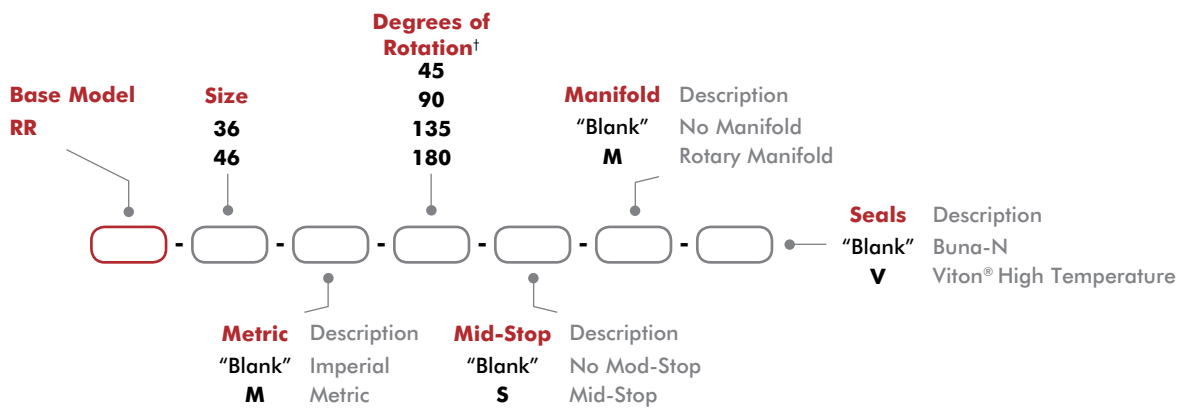 Degrees of
Rotation†
45
90
135
180
Base Model
RR
Size
36
46
Manifold Description
“Blank” No Manifold
M Rotary Manifold
- - - - - -
Seals Description
“Blank” Buna-N
V Viton® High Temperature
Metric Description
“Blank” Imperial
M Metric
Mid-Stop Description
“Blank” No Mod-Stop
S Mid-Stop